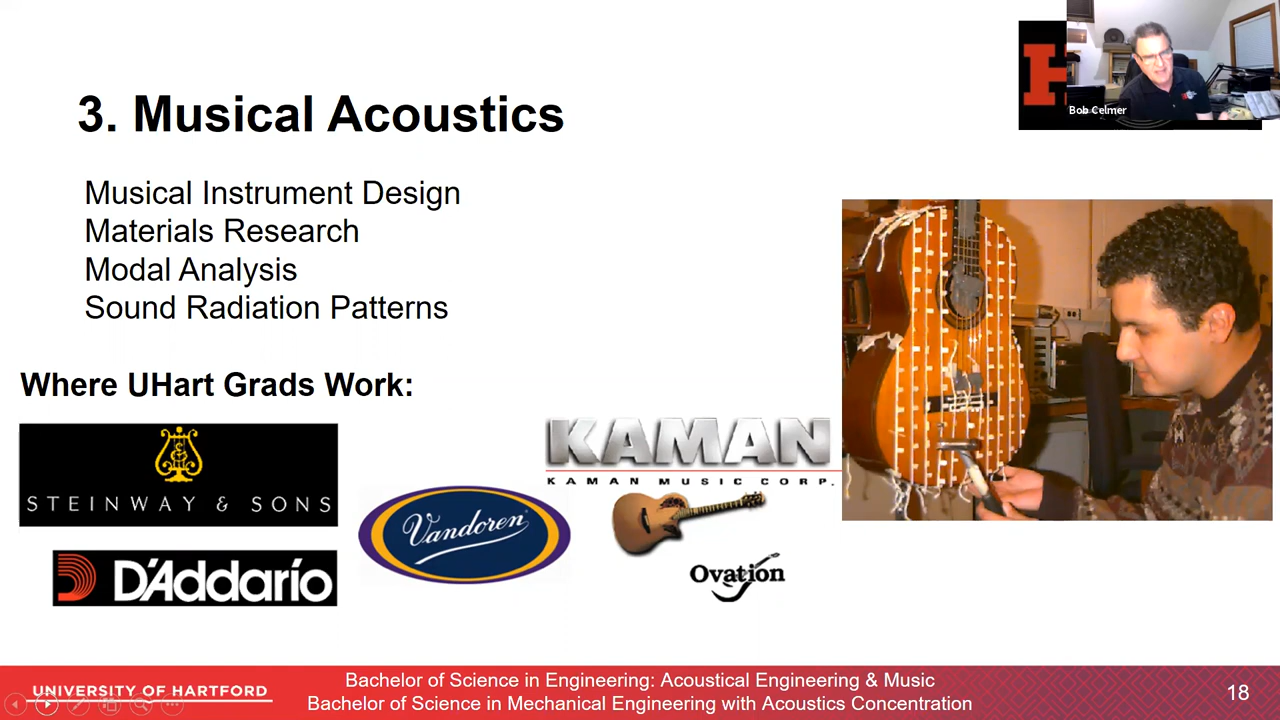 3. Musical Acoustics
Bob Celmer
Musical Instrument Design
Materials Research
Modal Analysis
Sound Radiation Patterns
Where UHart Grads Work:
STEINWAY & SONS
KAMAN
KAMAN MUSIC CORP.
Vandoren
D'Addario
Ovation
UNIVERSITY OF HARTFORD
Bachelor of Science in Engineering: Acoustical Engineering & Music
Bachelor of Science in Mechanical Engineering with Acoustics Concentration
18